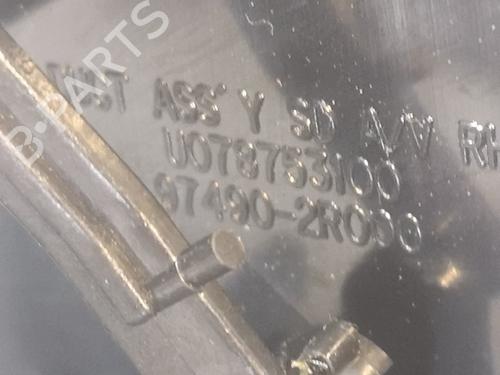 B-PARTS
ASS'Y SD A/V RH
U078753100
97490-2R000